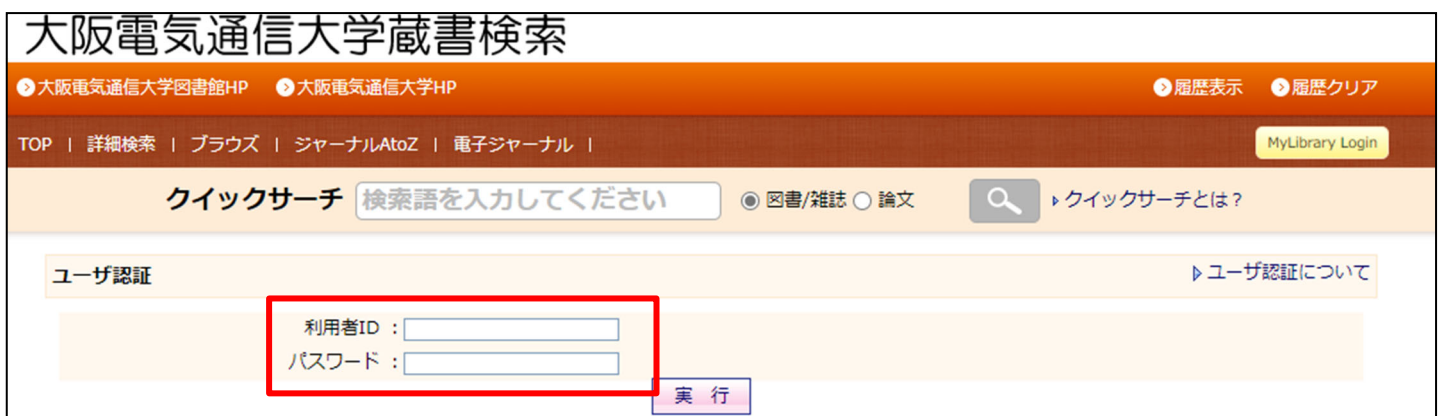 大阪電気通信大学蔵書検索
大阪電気通信大学図書館HP 大阪電気通信大学HP 履歴表示 履歴クリア
TOP | 詳細検索 | ブラウズ | ジャーナルAtoZ | 電子ジャーナル | MyLibrary Login
クイックサーチ 検索語を入力してください 図書/雑誌 論文 クイックサーチとは？
ユーザ認証 ユーザ認証について
利用者ID ：
パスワード ：
実 行